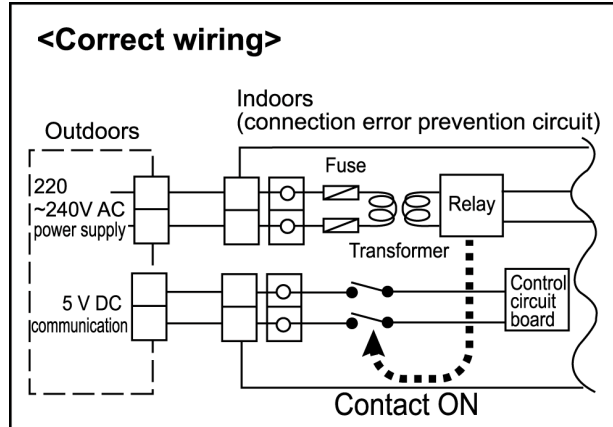 <Correct wiring>
Indoors
(connection error prevention circuit)
Outdoors
Fuse
220
~240V AC
power supply
Relay
Transformer
5 V DC
communication
Control
circuit
board
Contact ON